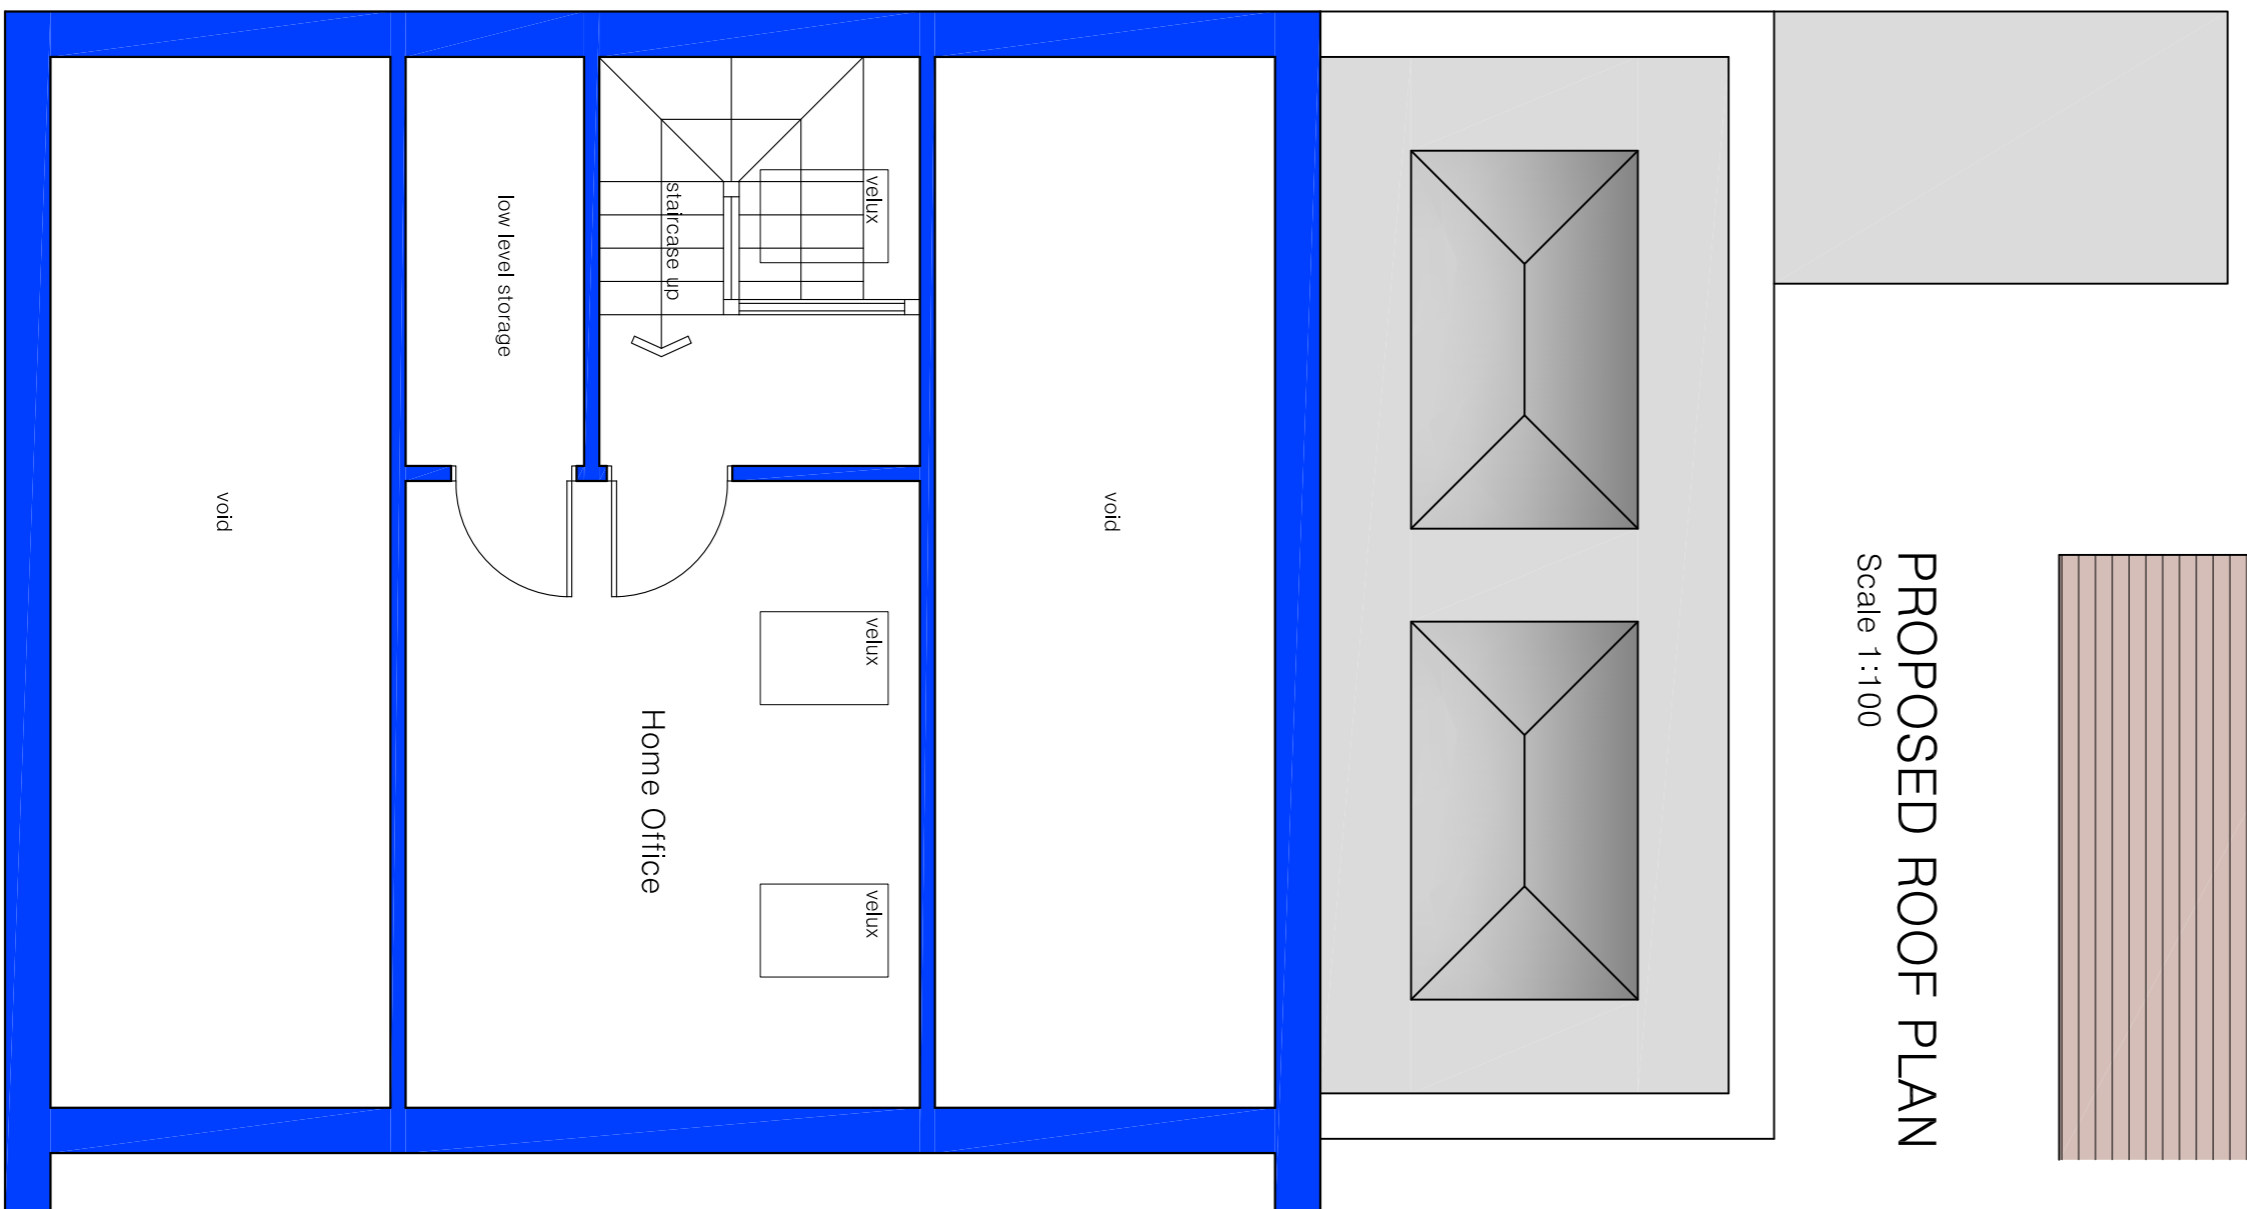 PROPOSED ROOF PLAN
Scale 1:100
void
velux
staircase up
low level storage
void
velux
Home Office
velux